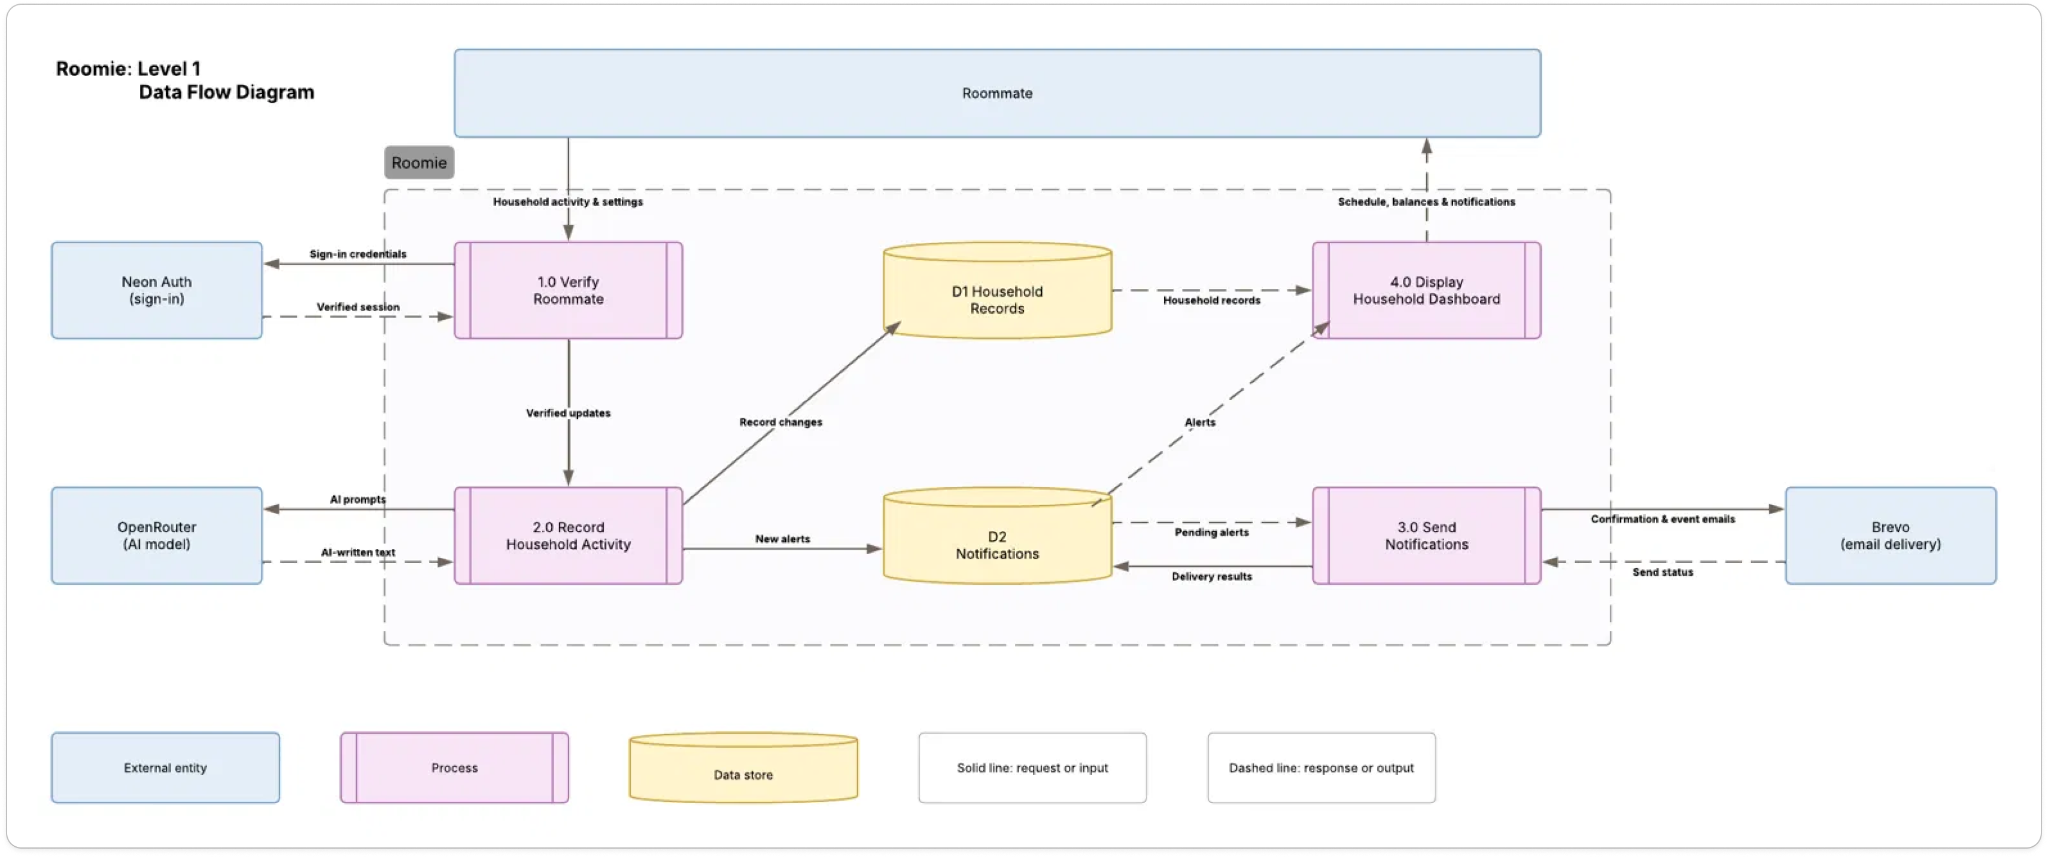 Roomie: Level 1
Data Flow Diagram
Roommate
Roomie
Household activity & settings
Schedule, balances & notifications
Neon Auth
(sign-in)
Sign-in credentials
Verified session
1.0 Verify
Roommate
D1 Household
Records
Household records
4.0 Display
Household Dashboard
Verified updates
Record changes
Alerts
OpenRouter
(AI model)
AI prompts
AI-written text
2.0 Record
Household Activity
New alerts
D2
Notifications
Pending alerts
Delivery results
3.0 Send
Notifications
Confirmation & event emails
Send status
Brevo
(email delivery)
External entity
Process
Data store
Solid line: request or input
Dashed line: response or output